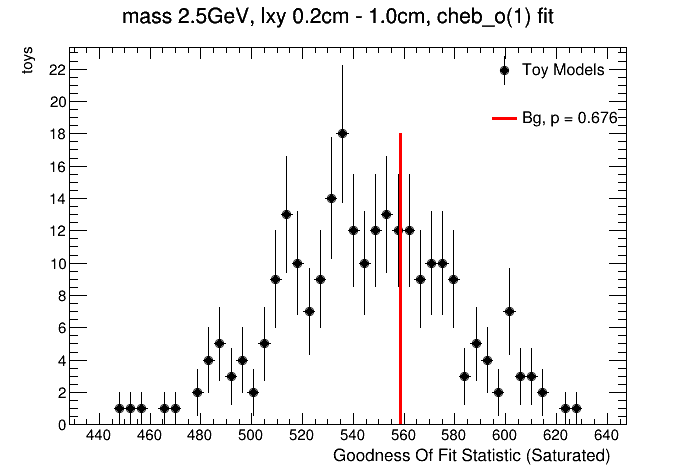 mass 2.5GeV, lxy 0.2cm - 1.0cm, cheb_o(1) fit
toys
Toy Models
Bg, p = 0.676
22
20
18
16
14
12
10
8
6
4
2
0
440 460 480 500 520 540 560 580 600 620 640
Goodness Of Fit Statistic (Saturated)